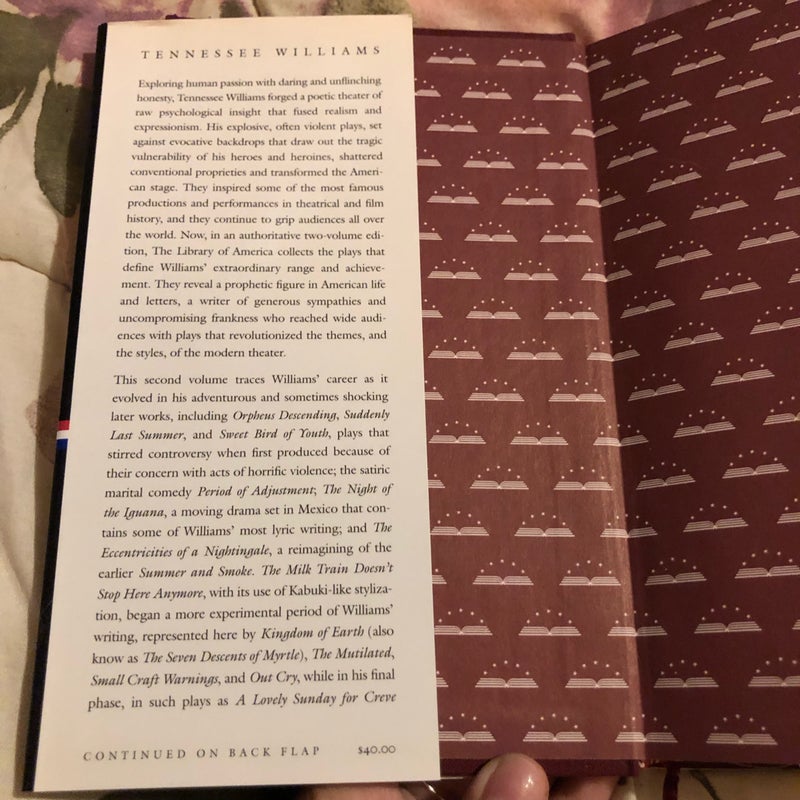 TENNESSEE WILLIAMS
Exploring human passion with daring and unflinching
honesty, Tennessee Williams forged a poetic theater of
raw psychological insight that fused realism and
expressionism. His explosive, often violent plays, set
against evocative backdrops that draw out the tragic
vulnerability of his heroes and heroines, shattered
conventional proprieties and transformed the Ameri-
can stage. They inspired some of the most famous
productions and performances in theatrical and film
history, and they continue to grip audiences all over
the world. Now, in an authoritative two-volume edi-
tion, The Library of America collects the plays that
define Williams' extraordinary range and achieve-
ment. They reveal a prophetic figure in American life
and letters, a writer of generous sympathies and
uncompromising frankness who reached wide audi-
ences with plays that revolutionized the themes, and
the styles, of the modern theater.
This second volume traces Williams' career as it
evolved in his adventurous and sometimes shocking
later works, including Orpheus Descending, Suddenly
Last Summer, and Sweet Bird of Youth, plays that
stirred controversy when first produced because of
their concern with acts of horrific violence; the satiric
marital comedy Period of Adjustment; The Night of
the Iguana, a moving drama set in Mexico that con-
tains some of Williams' most lyric writing; and The
Eccentricities of a Nightingale, a reimagining of the
earlier Summer and Smoke. The Milk Train Doesn't
Stop Here Anymore, with its use of Kabuki-like styliza-
tion, began a more experimental period of Williams'
writing, represented here by Kingdom of Earth (also
know as The Seven Descents of Myrtle), The Mutilated,
Small Craft Warnings, and Out Cry, while in his final
phase, in such plays as A Lovely Sunday for Creve
CONTINUED ON BACK FLAP $40.00